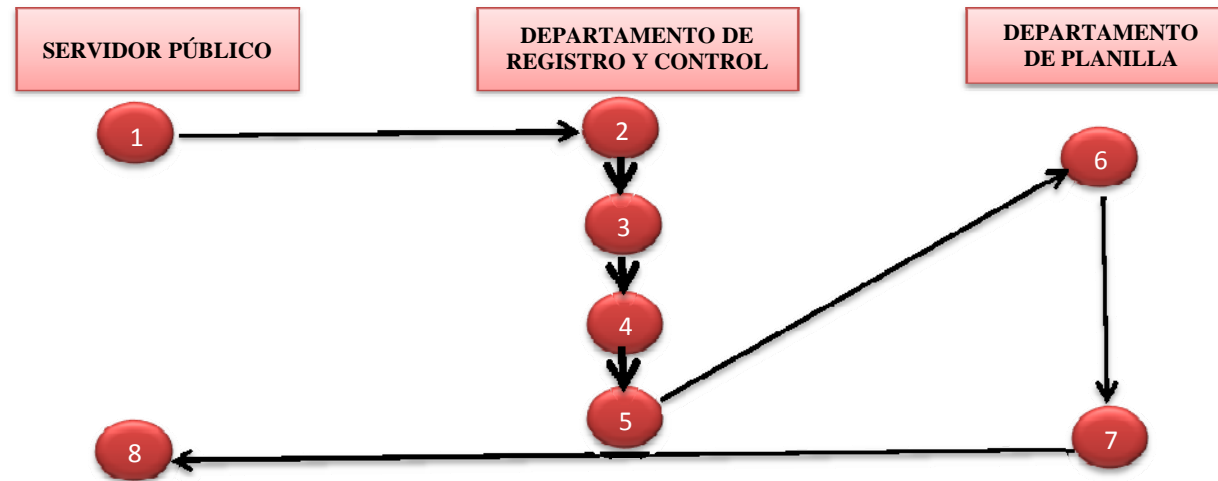 SERVIDOR PÚBLICO
DEPARTAMENTO DE
REGISTRO Y CONTROL
DEPARTAMENTO
DE PLANILLA
1
2
3
4
5
6
7
8